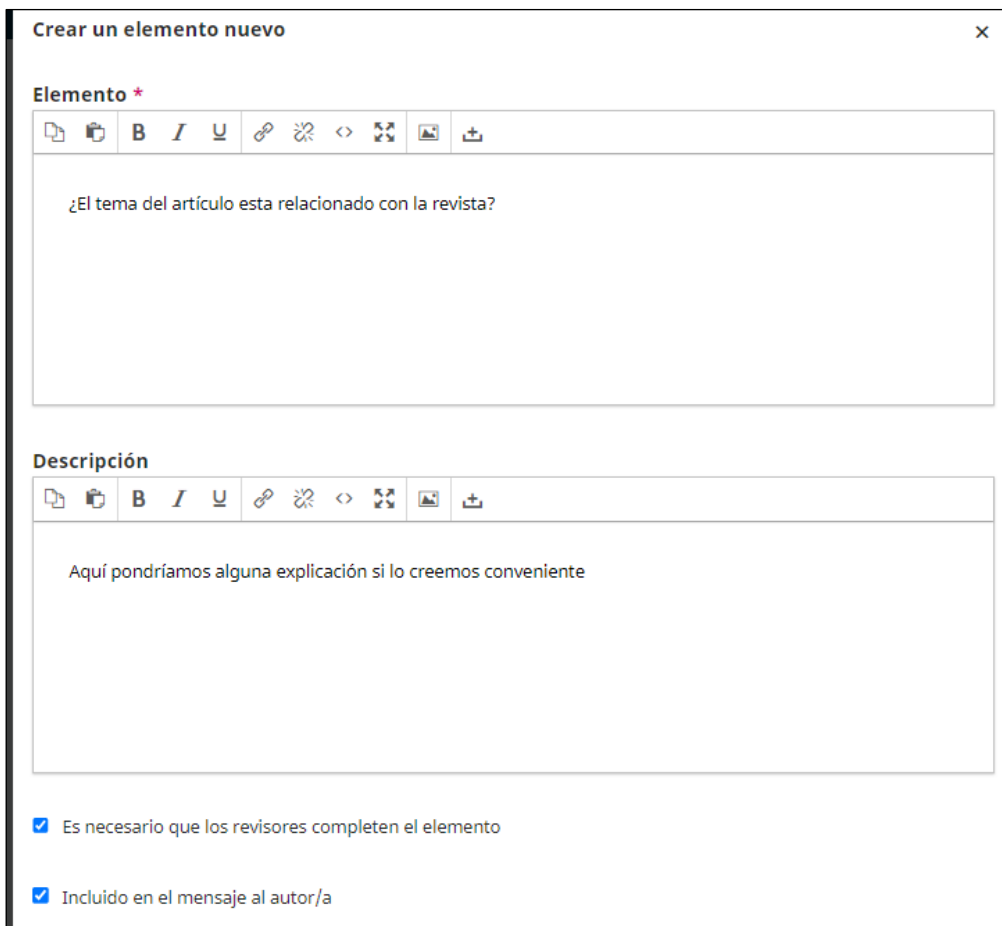 Crear un elemento nuevo
Elemento *
B I U
¿El tema del artículo esta relacionado con la revista?
Descripción
B I U
Aquí pondríamos alguna explicación si lo creemos conveniente
Es necesario que los revisores completen el elemento
Incluido en el mensaje al autor/a